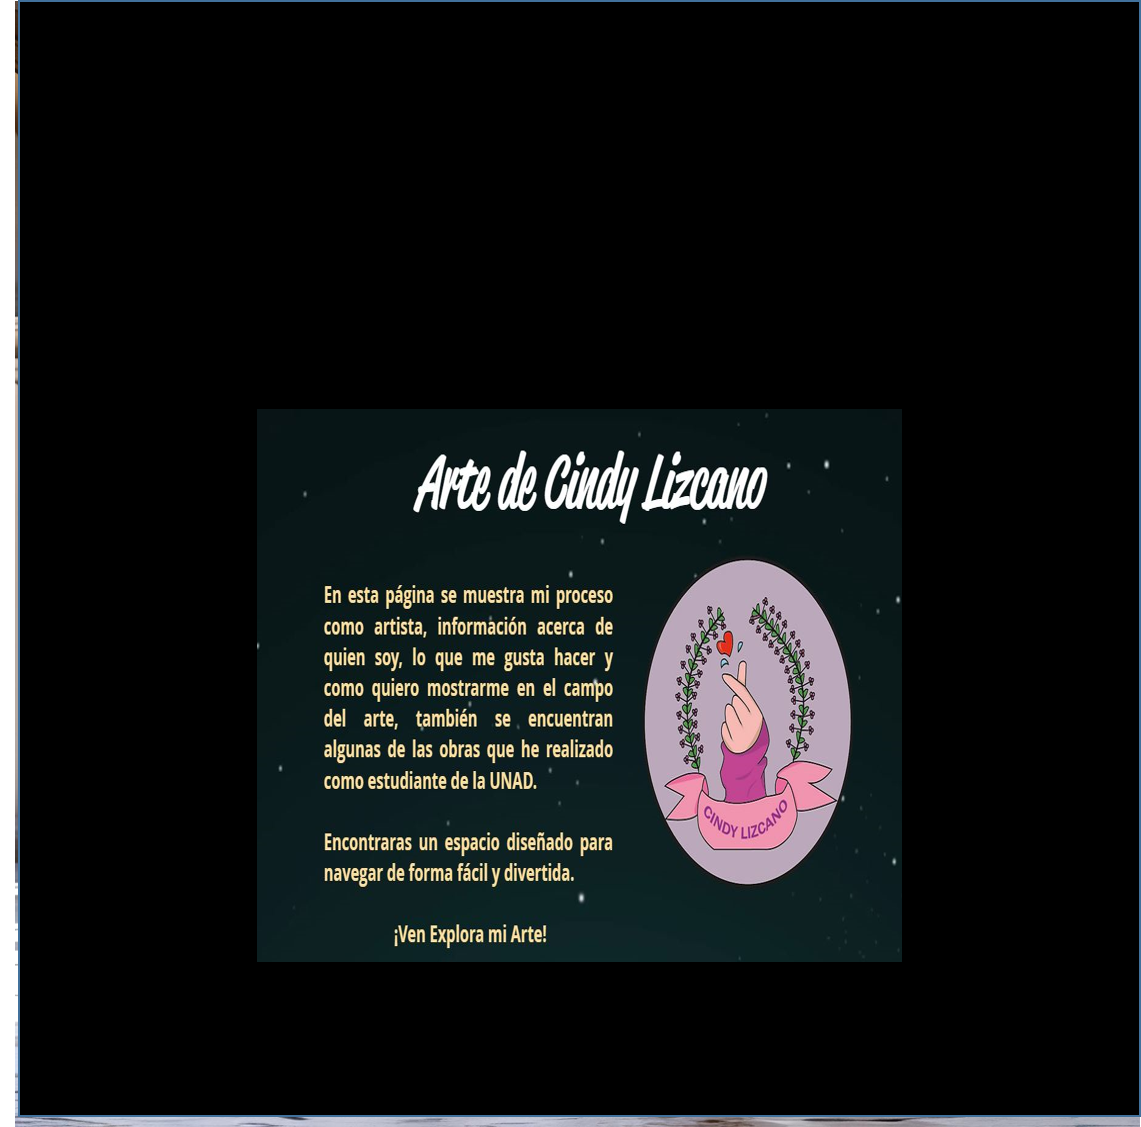 Arte de Cindy Lizcano
En esta página se muestra mi proceso
como artista, información acerca de
quien soy, lo que me gusta hacer y
como quiero mostrarme en el campo
del arte, también se encuentran
algunas de las obras que he realizado
como estudiante de la UNAD.
Encontraras un espacio diseñado para
navegar de forma fácil y divertida.
¡Ven Explora mi Arte!
CINDY LIZCANO